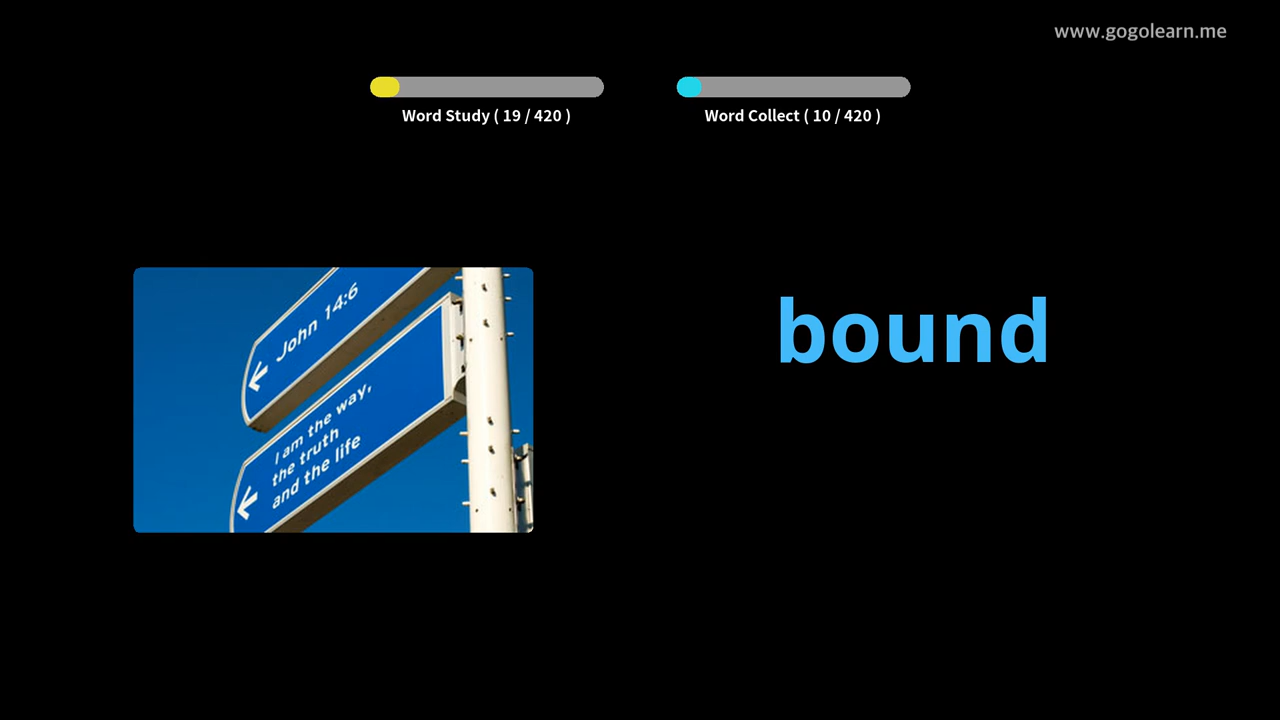 www.gogolearn.me
Word Study ( 19 / 420 )
Word Collect ( 10 / 420 )
John 14:6
I am the way,
the truth
and the life
bound